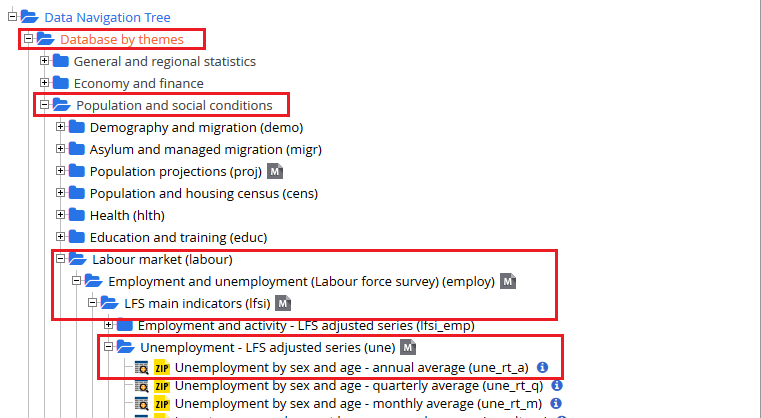 Data Navigation Tree
Database by themes
General and regional statistics
Economy and finance
Population and social conditions
Demography and migration (demo)
Asylum and managed migration (migr)
Population projections (proj) M
Population and housing census (cens)
Health (hlth)
Education and training (educ)
Labour market (labour)
Employment and unemployment (Labour force survey) (employ) M
LFS main indicators (lfsi) M
Employment and activity - LFS adjusted series (lfsi_emp)
Unemployment - LFS adjusted series (une) M
ZIP Unemployment by sex and age - annual average (une_rt_a) i
ZIP Unemployment by sex and age - quarterly average (une_rt_q) i
ZIP Unemployment by sex and age - monthly average (une_rt_m) i